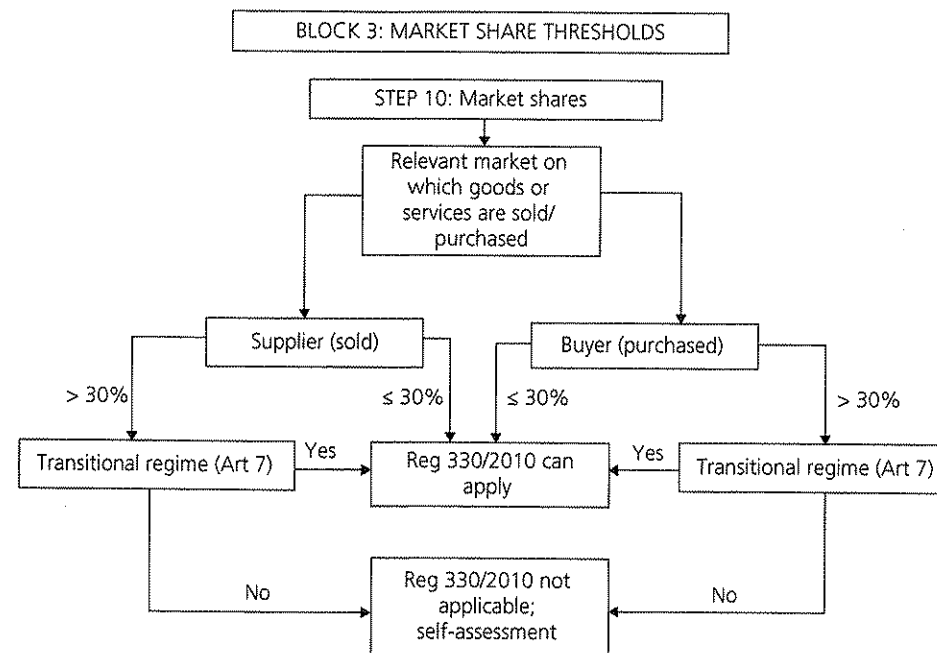 BLOCK 3: MARKET SHARE THRESHOLDS
STEP 10: Market shares
Relevant market on
which goods or
services are sold/
purchased
Supplier (sold)
Buyer (purchased)
> 30%
≤ 30%
≤ 30%
> 30%
Transitional regime (Art 7)
Yes
Reg 330/2010 can
apply
Yes
Transitional regime (Art 7)
No
Reg 330/2010 not
applicable;
self-assessment
No